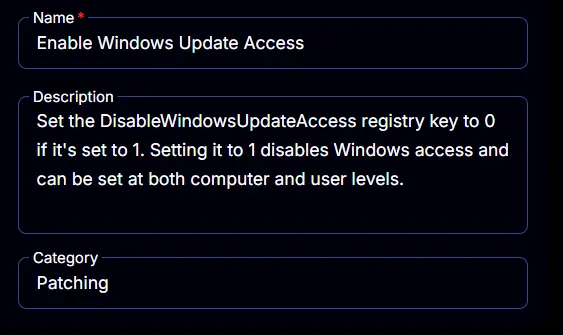 Name *
Enable Windows Update Access
Description
Set the DisableWindowsUpdateAccess registry key to 0
if it's set to 1. Setting it to 1 disables Windows access and
can be set at both computer and user levels.
Category
Patching